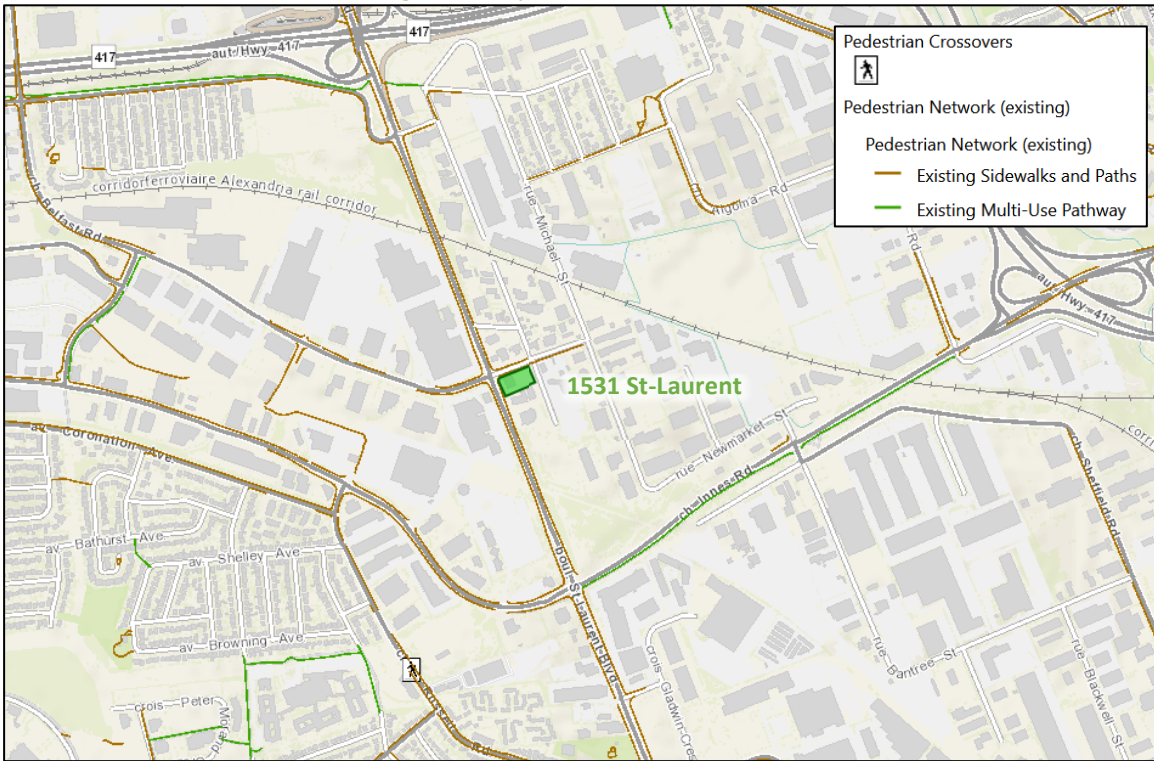 417
aut. Hwy-417
417
Pedestrian Crossovers
Pedestrian Network (existing)
Pedestrian Network (existing)
Existing Sidewalks and Paths
Existing Multi-Use Pathway
corridorferroviaire Alexandria rail corridor
ch-Belfast-Rd
rue-Michael-St
Rd
aut. Hwy-417
1531 St-Laurent
av-Coronation-Ave
rue-Newmarket-St
ch-Innes-Rd
corri
ch-Sheffield-Rd
av-Bathurst-Ave
av-Shelley-Ave
boul-St-Laurent-Blvd
av-Browning-Ave
rue-Bantree-St
rue-Blackwell-St
crois-Gladwin-Cres
crois-Peter
Morand
Rd